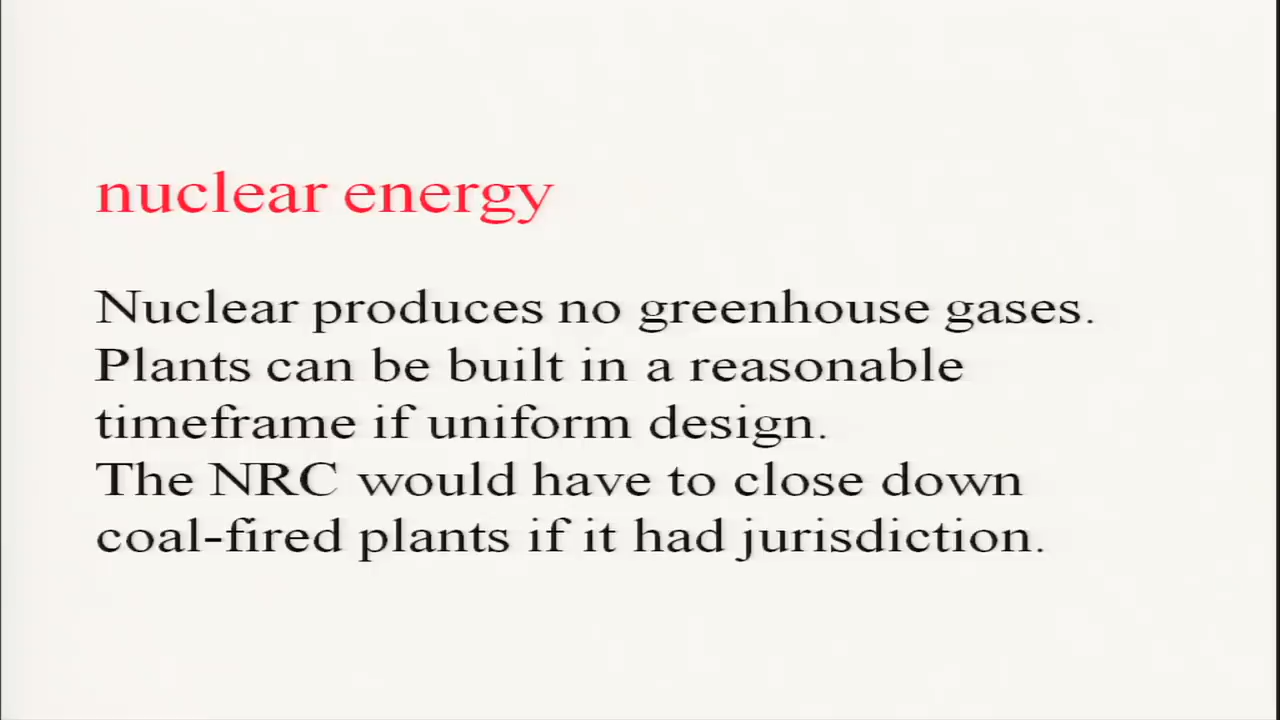 nuclear energy
Nuclear produces no greenhouse gases.
Plants can be built in a reasonable
timeframe if uniform design.
The NRC would have to close down
coal-fired plants if it had jurisdiction.